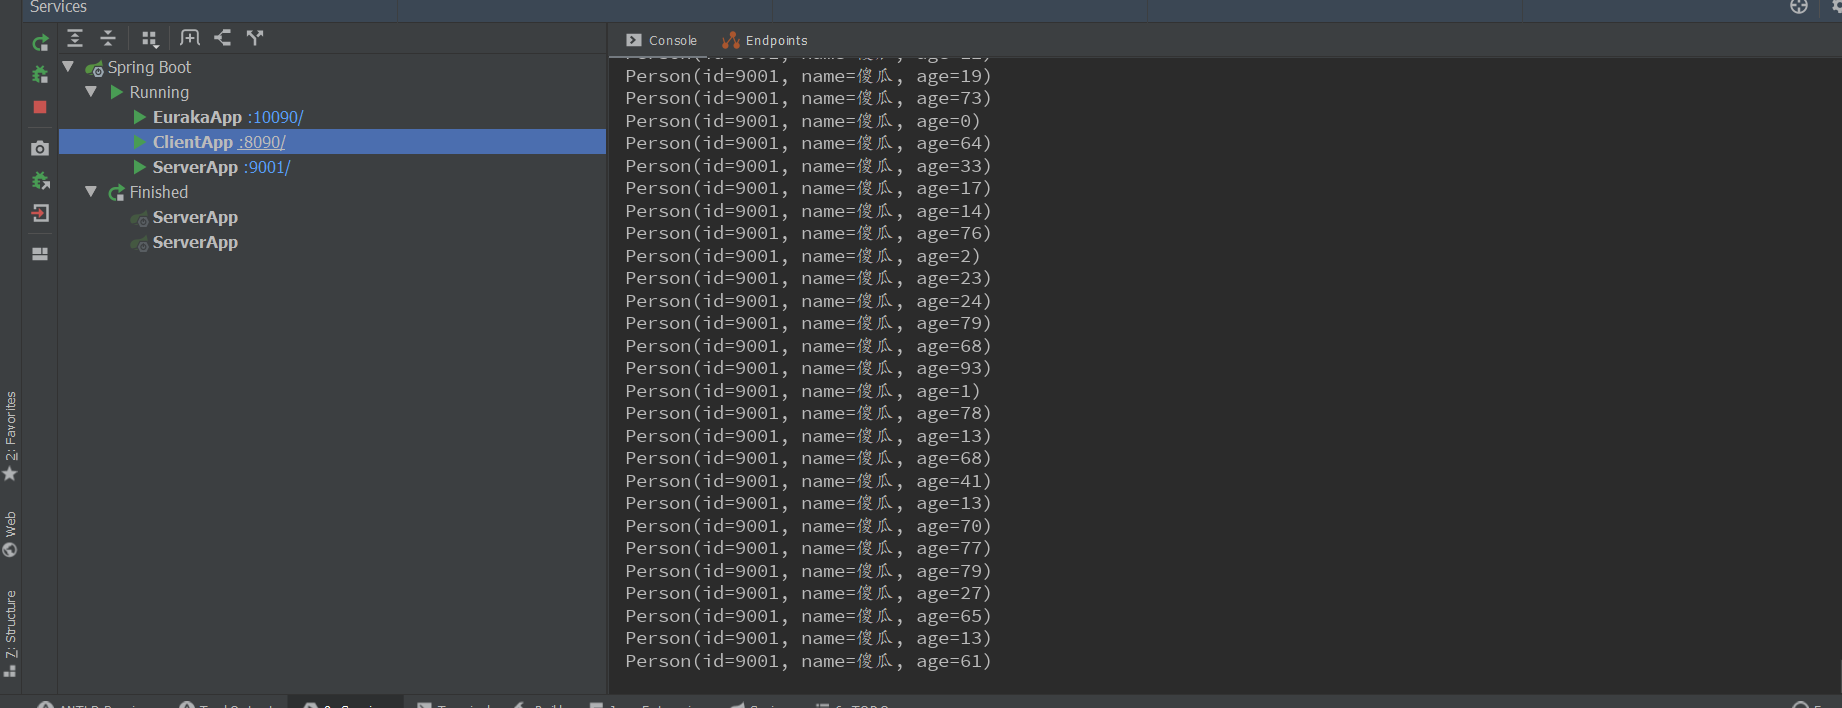 Services
Console
Endpoints
Spring Boot
Running
EurakaApp :10090/
ClientApp :8090/
ServerApp :9001/
Finished
ServerApp
ServerApp
Person(id=9001, name=傻瓜, age=19)
Person(id=9001, name=傻瓜, age=73)
Person(id=9001, name=傻瓜, age=0)
Person(id=9001, name=傻瓜, age=64)
Person(id=9001, name=傻瓜, age=33)
Person(id=9001, name=傻瓜, age=17)
Person(id=9001, name=傻瓜, age=14)
Person(id=9001, name=傻瓜, age=76)
Person(id=9001, name=傻瓜, age=2)
Person(id=9001, name=傻瓜, age=23)
Person(id=9001, name=傻瓜, age=24)
Person(id=9001, name=傻瓜, age=79)
Person(id=9001, name=傻瓜, age=68)
Person(id=9001, name=傻瓜, age=93)
Person(id=9001, name=傻瓜, age=1)
Person(id=9001, name=傻瓜, age=78)
Person(id=9001, name=傻瓜, age=13)
Person(id=9001, name=傻瓜, age=68)
Person(id=9001, name=傻瓜, age=41)
Person(id=9001, name=傻瓜, age=13)
Person(id=9001, name=傻瓜, age=70)
Person(id=9001, name=傻瓜, age=77)
Person(id=9001, name=傻瓜, age=79)
Person(id=9001, name=傻瓜, age=27)
Person(id=9001, name=傻瓜, age=65)
Person(id=9001, name=傻瓜, age=13)
Person(id=9001, name=傻瓜, age=61)
2: Favorites
Web
Z: Structure